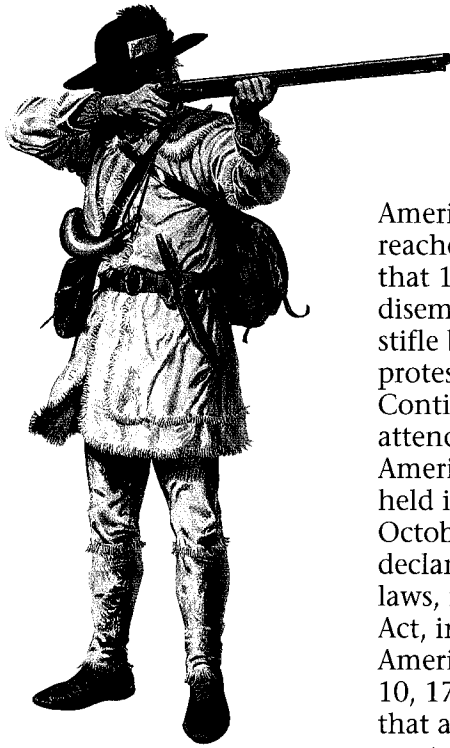 Ameri
reache
that 1
disem
stifle b
protes
Conti
attend
Ameri
held i
Octob
declar
laws,
Act, in
Ameri
10, 17
that a